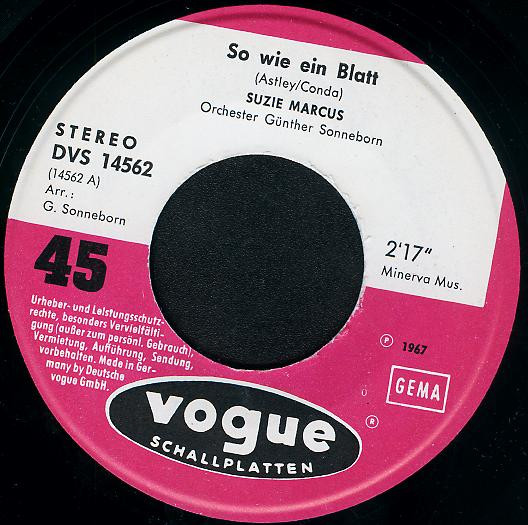 So wie ein Blatt
(Astley/Conda)
SUZIE MARCUS
Orchester Günther Sonneborn
STEREO
DVS 14562
(14562 A)
Arr.:
G. Sonneborn
2'17"
Minerva Mus.
45
Urheber- und Leistungsschutz-
rechte, besonders Vervielfälti-
gung (außer zum persönl. Gebrauch),
Vermietung, Aufführung, Sendung,
vorbehalten. Made in Ger-
many by Deutsche
vogue GmbH.
Ⓟ 1967
GEMA
®
vogue
SCHALLPLATTEN